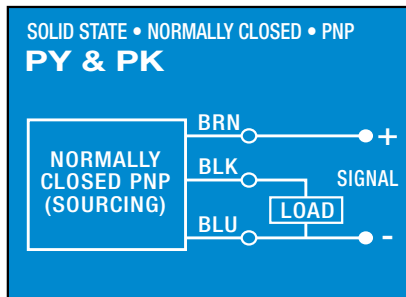 SOLID STATE • NORMALLY CLOSED • PNP
PY & PK
BRN
+
NORMALLY
CLOSED PNP
(SOURCING)
BLK
SIGNAL
LOAD
BLU
-